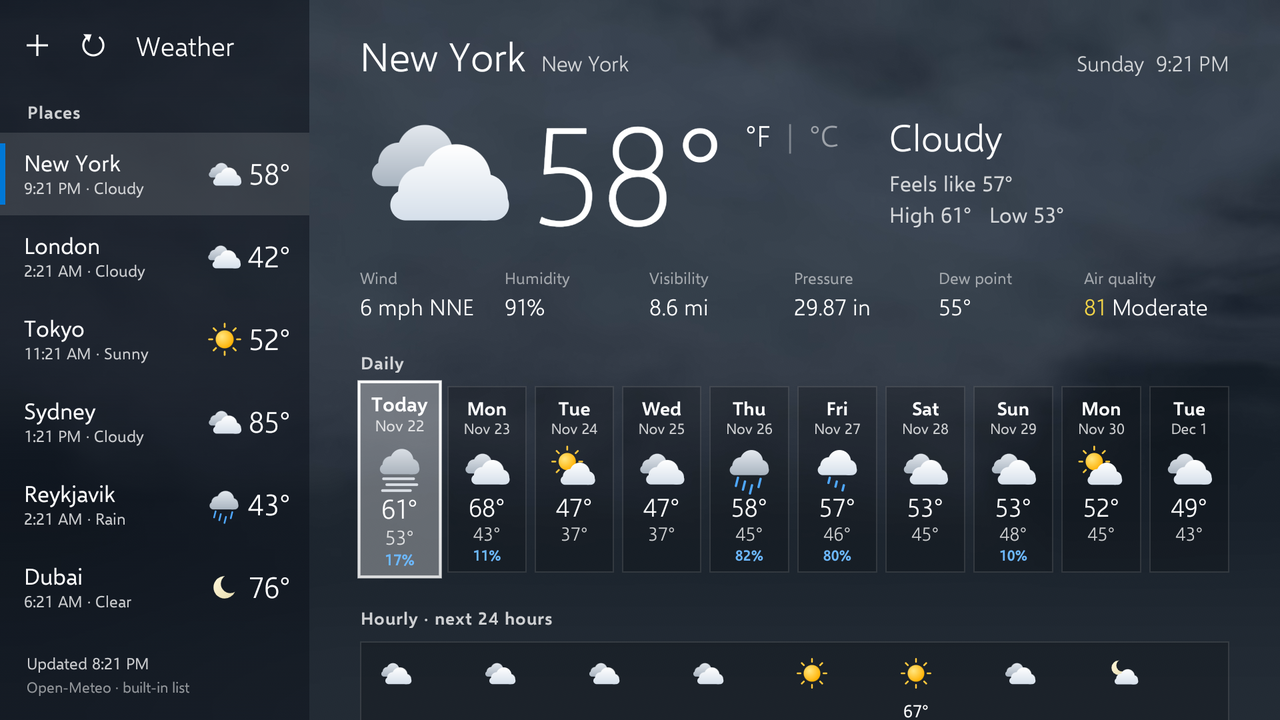 Weather
Places
New York
9:21 PM · Cloudy
58°
London
2:21 AM · Cloudy
42°
Tokyo
11:21 AM · Sunny
52°
Sydney
1:21 PM · Cloudy
85°
Reykjavik
2:21 AM · Rain
43°
Dubai
6:21 AM · Clear
76°
Updated 8:21 PM
Open-Meteo · built-in list
New York New York
Sunday 9:21 PM
58° °F | °C
Cloudy
Feels like 57°
High 61° Low 53°
Wind
6 mph NNE
Humidity
91%
Visibility
8.6 mi
Pressure
29.87 in
Dew point
55°
Air quality
81 Moderate
Daily
Today
Nov 22
61°
53°
17%
Mon
Nov 23
68°
43°
11%
Tue
Nov 24
47°
37°
Wed
Nov 25
47°
37°
Thu
Nov 26
58°
45°
82%
Fri
Nov 27
57°
46°
80%
Sat
Nov 28
53°
45°
Sun
Nov 29
53°
48°
10%
Mon
Nov 30
52°
45°
Tue
Dec 1
49°
43°
Hourly · next 24 hours
67°